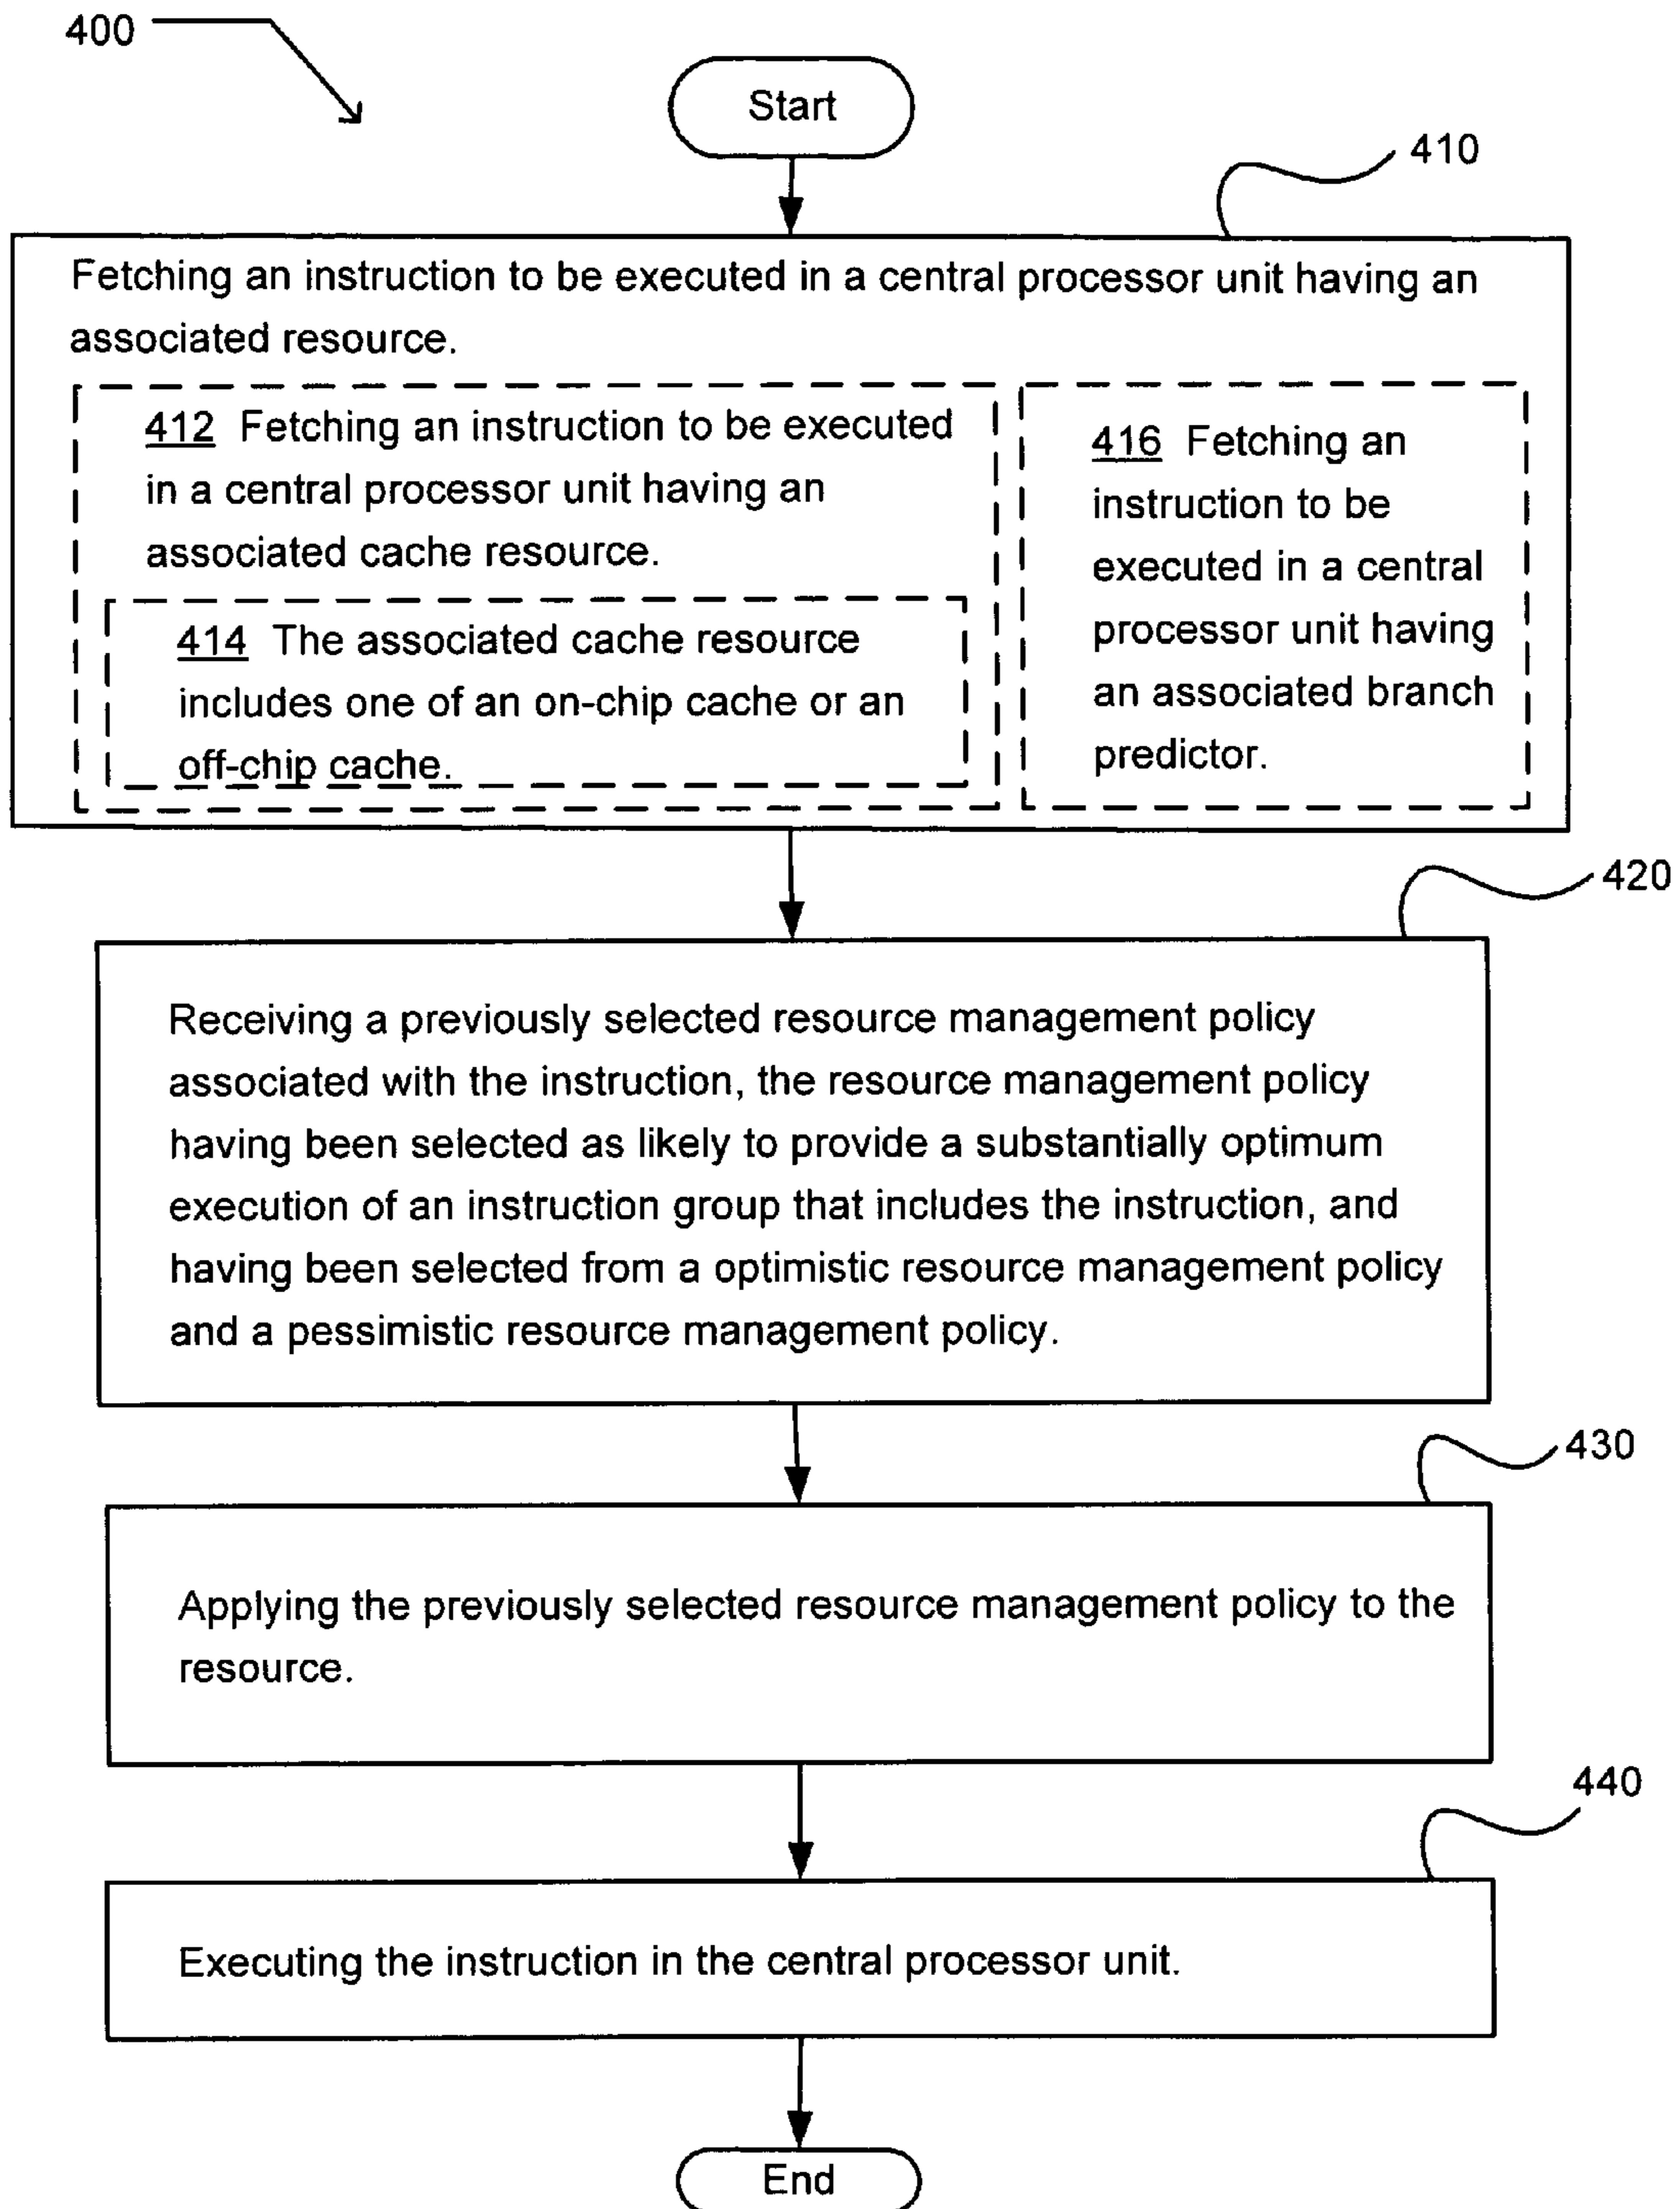 400
Start
410
Fetching an instruction to be executed in a central processor unit having an
associated resource.
412 Fetching an instruction to be executed
in a central processor unit having an
associated cache resource.
414 The associated cache resource
includes one of an on-chip cache or an
off-chip cache.
416 Fetching an
instruction to be
executed in a central
processor unit having
an associated branch
predictor.
420
Receiving a previously selected resource management policy
associated with the instruction, the resource management policy
having been selected as likely to provide a substantially optimum
execution of an instruction group that includes the instruction, and
having been selected from a optimistic resource management policy
and a pessimistic resource management policy.
430
Applying the previously selected resource management policy to the
resource.
440
Executing the instruction in the central processor unit.
End